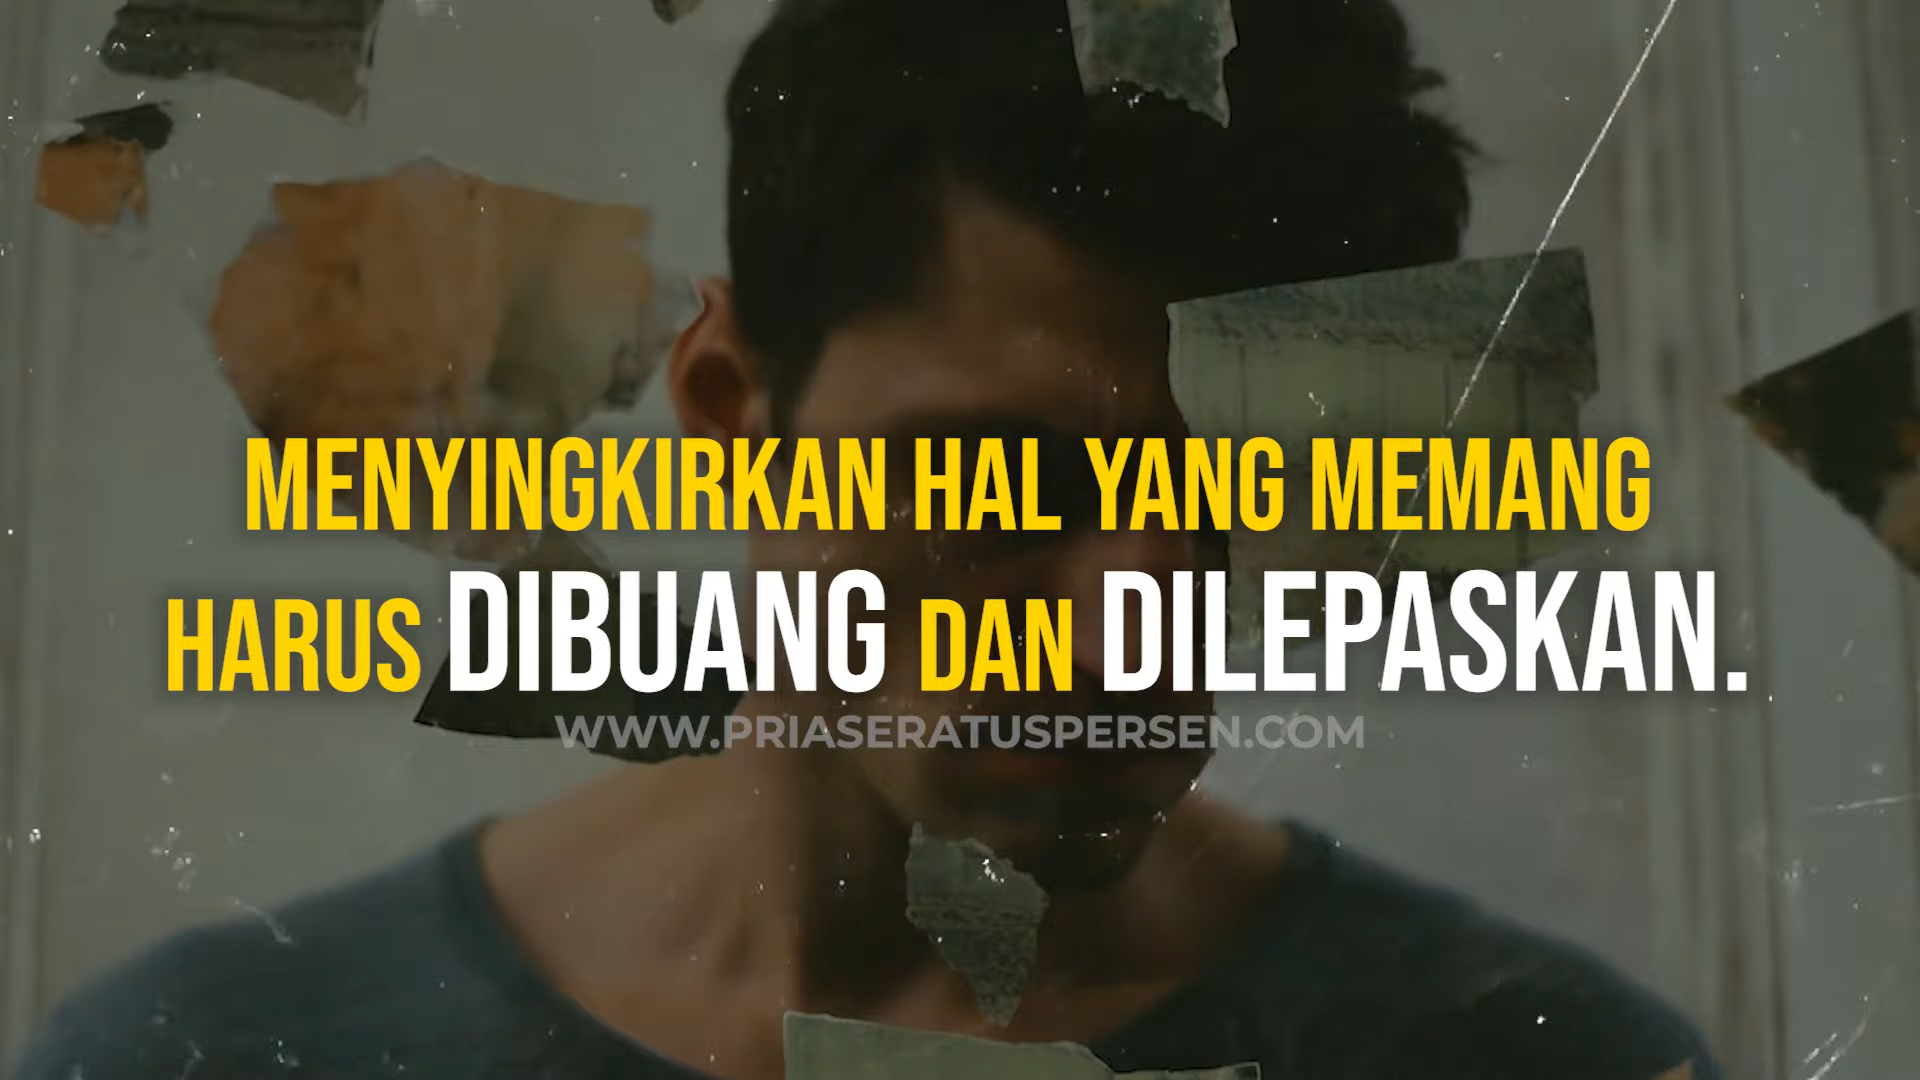 MENYINGKIRKAN HAL YANG MEMANG
HARUS DIBUANG DAN DILEPASKAN.
WWW.PRIASERATUSPERSEN.COM